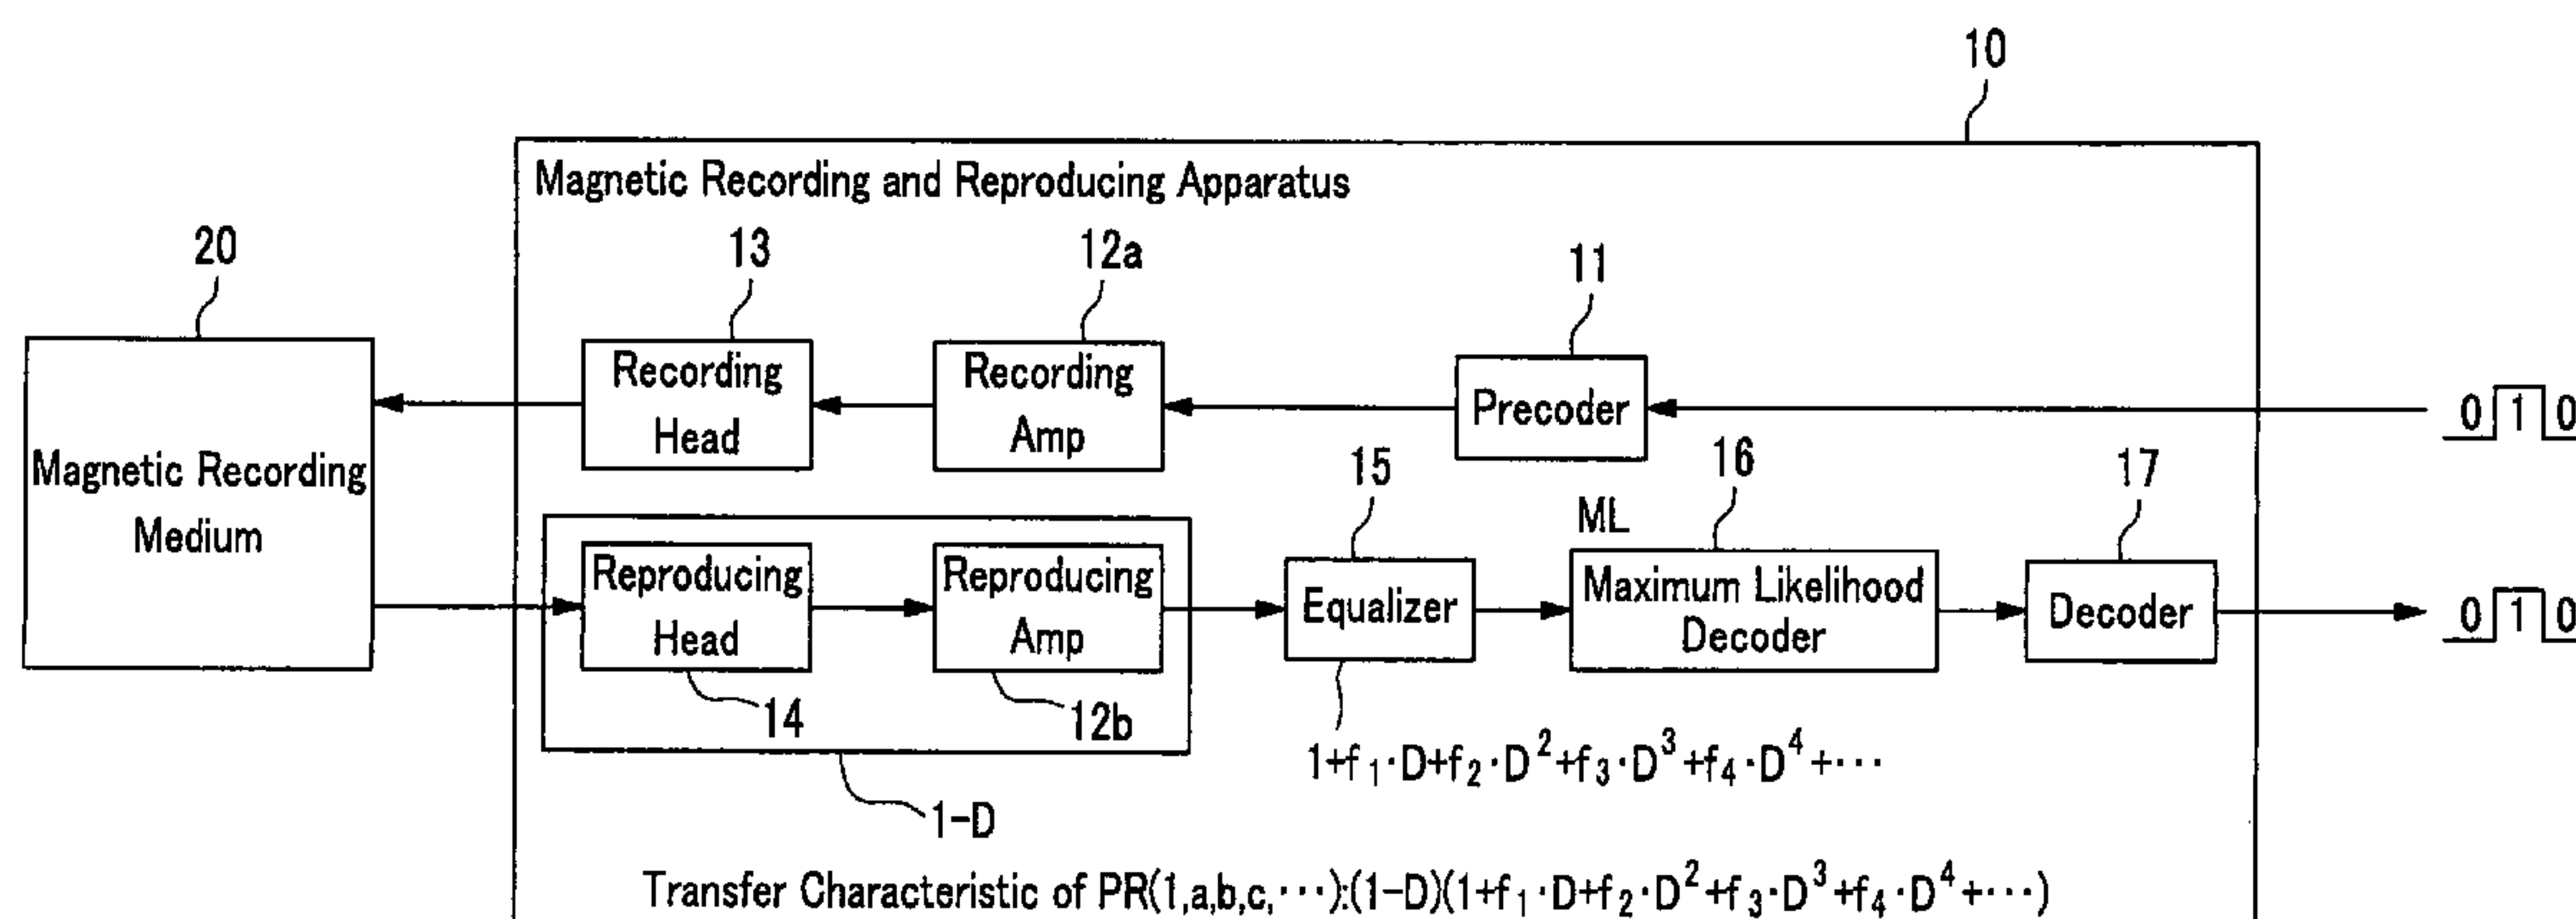 10
Magnetic Recording and Reproducing Apparatus
20
13
12a
11
Recording
Head
Recording
Amp
Precoder
0 1 0
Magnetic Recording
Medium
15
16
17
ML
Reproducing
Head
Reproducing
Amp
Equalizer
Maximum Likelihood
Decoder
Decoder
0 1 0
14
12b
1+f₁·D+f₂·D²+f₃·D³+f₄·D⁴+···
1-D
Transfer Characteristic of PR(1,a,b,c,···):(1-D)(1+f₁·D+f₂·D²+f₃·D³+f₄·D⁴+···)